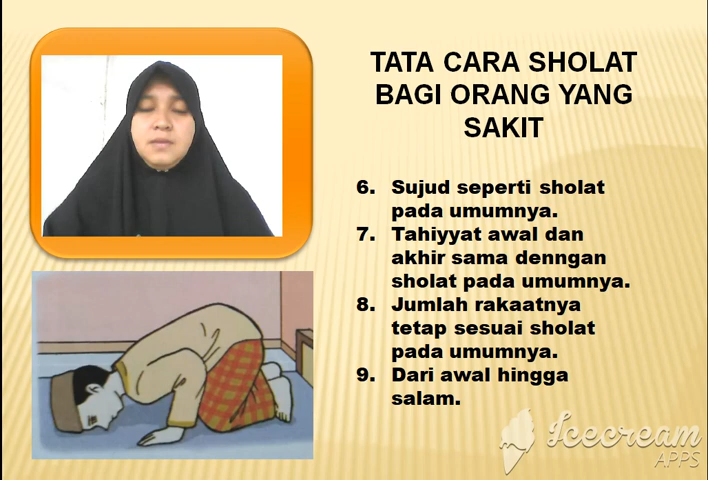 TATA CARA SHOLAT
BAGI ORANG YANG
SAKIT
6. Sujud seperti sholat
pada umumnya.
7. Tahiyyat awal dan
akhir sama denngan
sholat pada umumnya.
8. Jumlah rakaatnya
tetap sesuai sholat
pada umumnya.
9. Dari awal hingga
salam.
Icecream
APPS